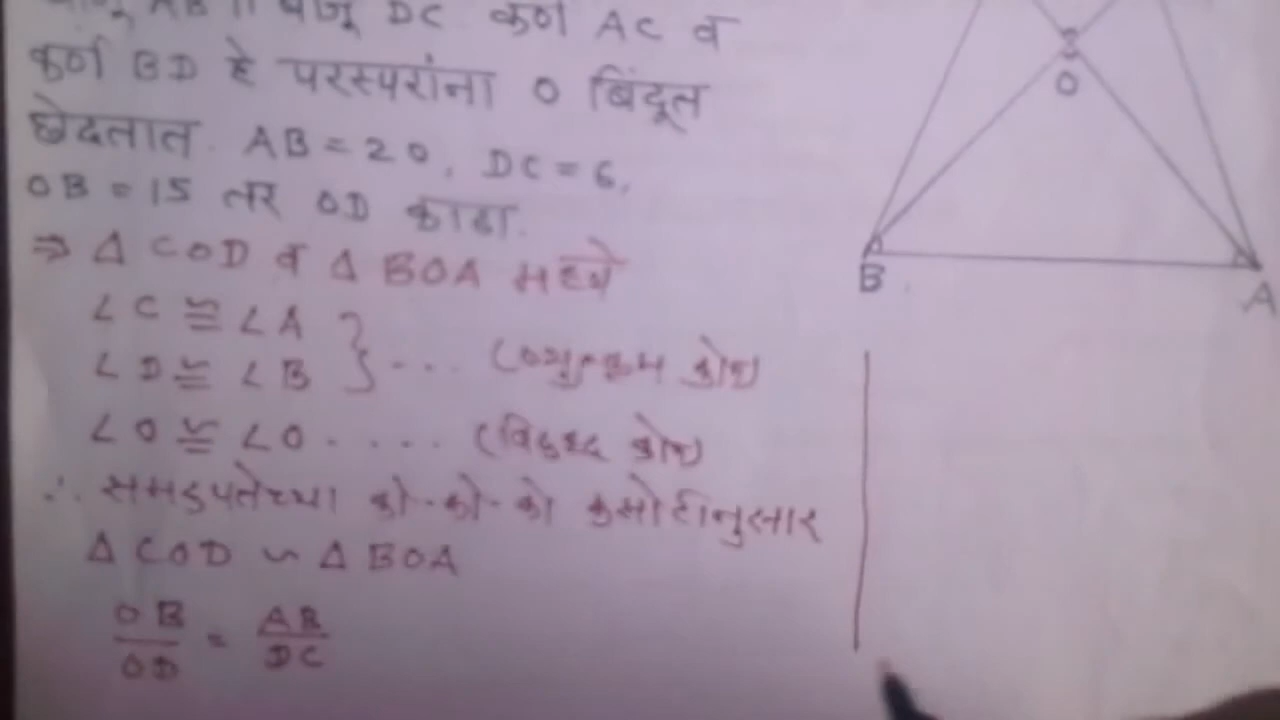 बाजू AB || बाजू DC कर्ण AC व
कर्ण BD हे परस्परांना O बिंदूत
छेदतात. AB = 20, DC = 6,
OB = 15 तर OD काढा.
⇒ Δ COD व Δ BOA मध्ये
∠C ≅ ∠A
∠D ≅ ∠B } ... (व्युत्क्रम कोन)
∠O ≅ ∠O .... (विरुद्ध कोन)
∴ समरूपतेच्या को-को-को कसोटीनुसार
Δ COD ~ Δ BOA
OB/OD = AB/DC
O
B
A